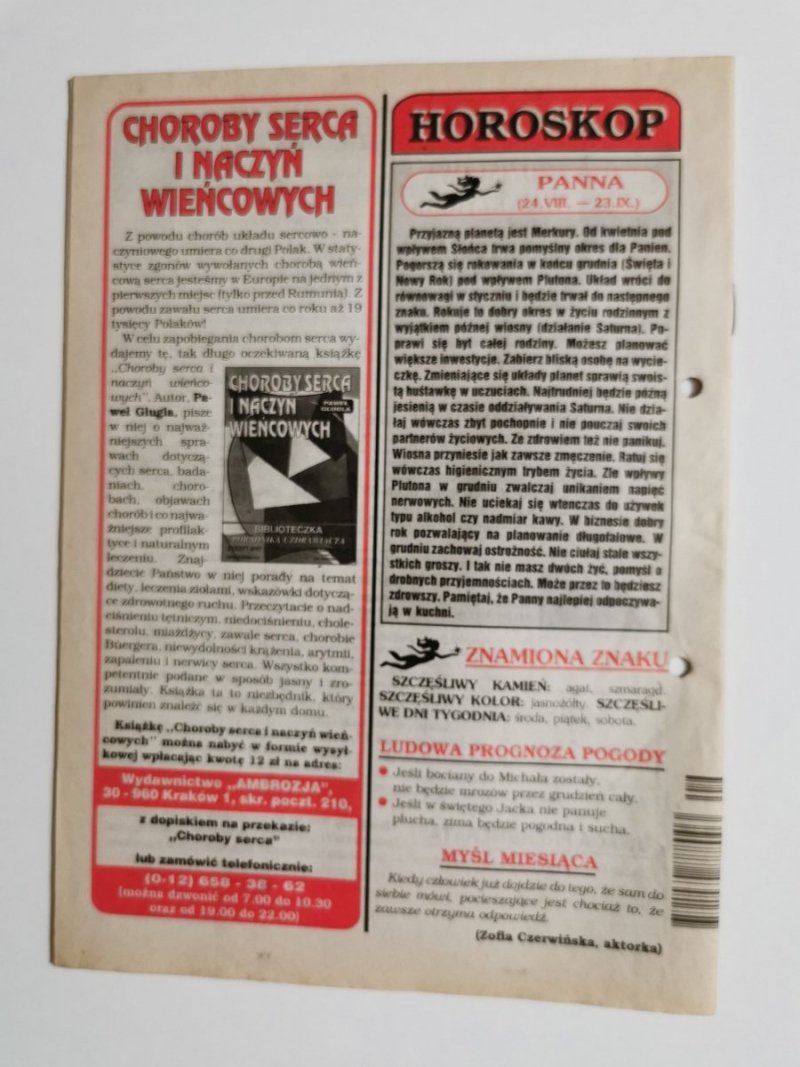 CHOROBY SERCA
I NACZYŃ
WIEŃCOWYCH
Z powodu chorób układu sercowo - na-
czyniowego umiera co drugi Polak. W staty-
styce zgonów wywołanych chorobą wień-
cową serca jesteśmy w Europie na jednym z
pierwszych miejsc (tylko przed Rumunią). Z
powodu zawału serca umiera co roku aż 19
tysięcy Polaków!
W celu zapobiegania chorobom serca wy-
dajemy tę, tak długo oczekiwaną książkę
„Choroby serca i
naczyń wieńco-
wych". Autor, Pa-
weł Glugla, pisze
w niej o najważ-
niejszych spra-
wach dotyczą-
cych serca, bada-
niach, choro-
bach, objawach
chorób i co najwa-
żniejsze profilak-
tyce i naturalnym
leczeniu. Znaj-
dziecie Państwo w niej porady na temat
diety, leczenia ziołami, wskazówki dotyczą-
ce zdrowotnego ruchu. Przeczytacie o nad-
ciśnieniu tętniczym, niedociśnieniu, chole-
sterolu, miażdżycy, zawale serca, chorobie
Buergera, niewydolności krążenia, arytmii,
zapaleniu i nerwicy serca. Wszystko kom-
petentnie podane w sposób jasny i zro-
zumiały. Książka ta to niezbędnik, który
powinien znaleźć się w każdym domu.
CHOROBY SERCA
I NACZYŃ
WIEŃCOWYCH
PAWEŁ
GLUGLA
BIBLIOTECZKA
PORADNIKA UZDRAWIACZA
Książkę „Choroby serca i naczyń wień-
cowych" można nabyć w formie wysył-
kowej wpłacając kwotę 12 zł na adres:
Wydawnictwo „AMBROZJA",
30 - 960 Kraków 1, skr. poczt. 210,
z dopiskiem na przekazie:
„Choroby serca"
lub zamówić telefonicznie:
(0-12) 658 - 38 - 62
(można dzwonić od 7.00 do 10.30
oraz od 19.00 do 22.00)
HOROSKOP
PANNA
(24.VIII. — 23.IX.)
Przyjazną planetą jest Merkury. Od kwietnia pod
wpływem Słońca trwa pomyślny okres dla Panien.
Pogorszą się rokowania w końcu grudnia (Święta i
Nowy Rok) pod wpływem Plutona. Układ wróci do
równowagi w styczniu i będzie trwał do następnego
znaku. Rokuje to dobry okres w życiu rodzinnym z
wyjątkiem późnej wiosny (działanie Saturna). Po-
prawi się byt całej rodziny. Możesz planować
większe inwestycje. Zabierz bliską osobę na wycie-
czkę. Zmieniające się układy planet sprawią swois-
tą huśtawkę w uczuciach. Najtrudniej będzie późną
jesienią w czasie oddziaływania Saturna. Nie dzia-
łaj wówczas zbyt pochopnie i nie pouczaj swoich
partnerów życiowych. Ze zdrowiem też nie panikuj.
Wiosna przyniesie jak zawsze zmęczenie. Ratuj się
wówczas higienicznym trybem życia. Złe wpływy
Plutona w grudniu zwalczaj unikaniem napięć
nerwowych. Nie uciekaj się wtenczas do używek
typu alkohol czy nadmiar kawy. W biznesie dobry
rok pozwalający na planowanie długofalowe. W
grudniu zachowaj ostrożność. Nie ciułaj stale wszy-
stkich groszy. I tak nie masz dwóch żyć, pomyśl o
drobnych przyjemnościach. Może przez to będziesz
zdrowszy. Pamiętaj, że Panny najlepiej odpoczywa-
ją w kuchni.
ZNAMIONA ZNAKU
SZCZĘŚLIWY KAMIEŃ: agat, szmaragd.
SZCZĘŚLIWY KOLOR: jasnożółty. SZCZĘŚLI-
WE DNI TYGODNIA: środa, piątek, sobota.
LUDOWA PROGNOZA POGODY
● Jeśli bociany do Michała zostały,
nie będzie mrozów przez grudzień cały.
● Jeśli w świętego Jacka nie panuje
plucha, zima będzie pogodna i sucha.
MYŚL MIESIĄCA
Kiedy człowiek już dojdzie do tego, że sam do
siebie mówi, pocieszające jest chociaż to, że
zawsze otrzyma odpowiedź.
(Zofia Czerwińska, aktorka)